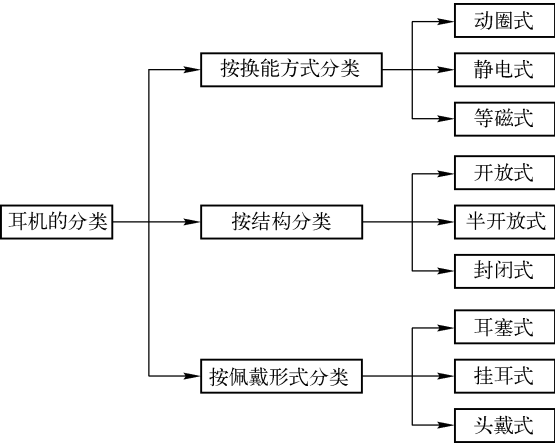 耳机的分类
按换能方式分类
动圈式
静电式
等磁式
按结构分类
开放式
半开放式
封闭式
按佩戴形式分类
耳塞式
挂耳式
头戴式